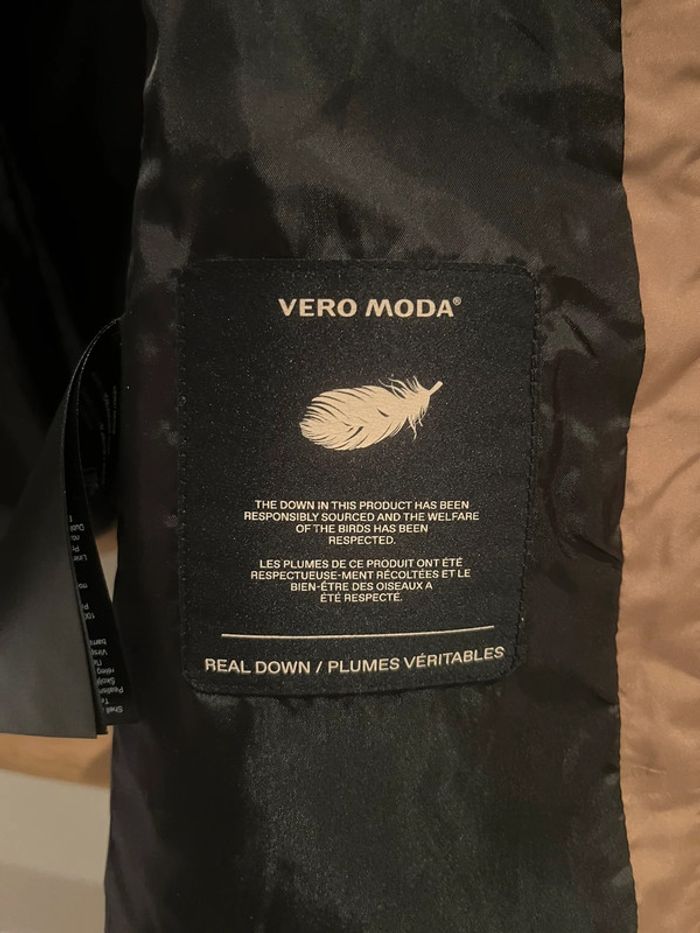 VERO MODA®
THE DOWN IN THIS PRODUCT HAS BEEN
RESPONSIBLY SOURCED AND THE WELFARE
OF THE BIRDS HAS BEEN
RESPECTED.
LES PLUMES DE CE PRODUIT ONT ÉTÉ
RESPECTUEUSE-MENT RÉCOLTÉES ET LE
BIEN-ÊTRE DES OISEAUX A
ÉTÉ RESPECTÉ.
REAL DOWN / PLUMES VÉRITABLES